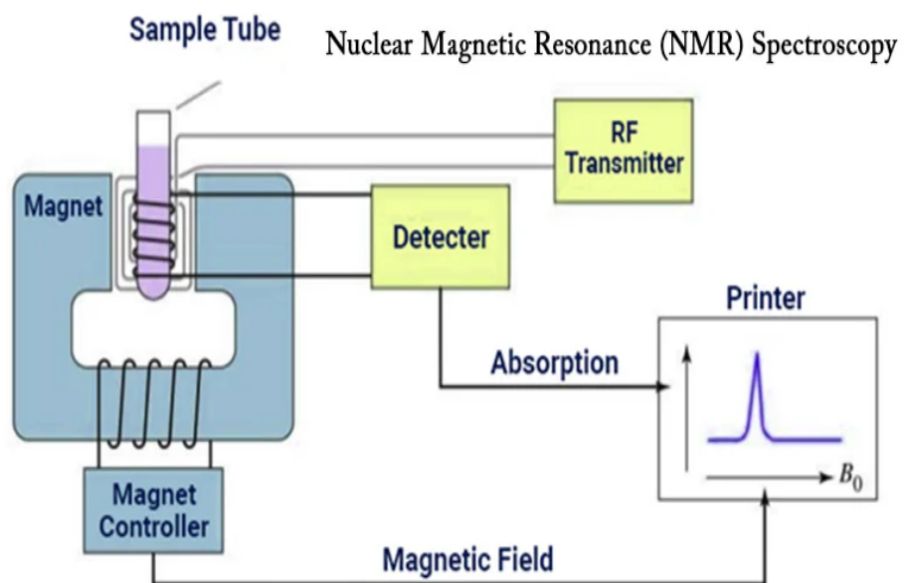 Sample Tube
Nuclear Magnetic Resonance (NMR) Spectroscopy
RF
Transmitter
Magnet
Detecter
Printer
Absorption
B₀
Magnet
Controller
Magnetic Field